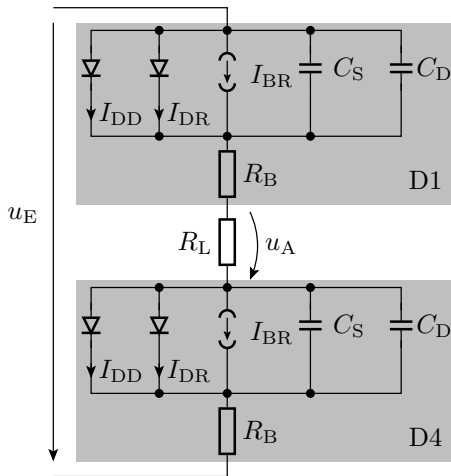 I_DD I_DR I_BR C_S C_D
R_B
D1
u_E
R_L u_A
I_DD I_DR I_BR C_S C_D
R_B
D4